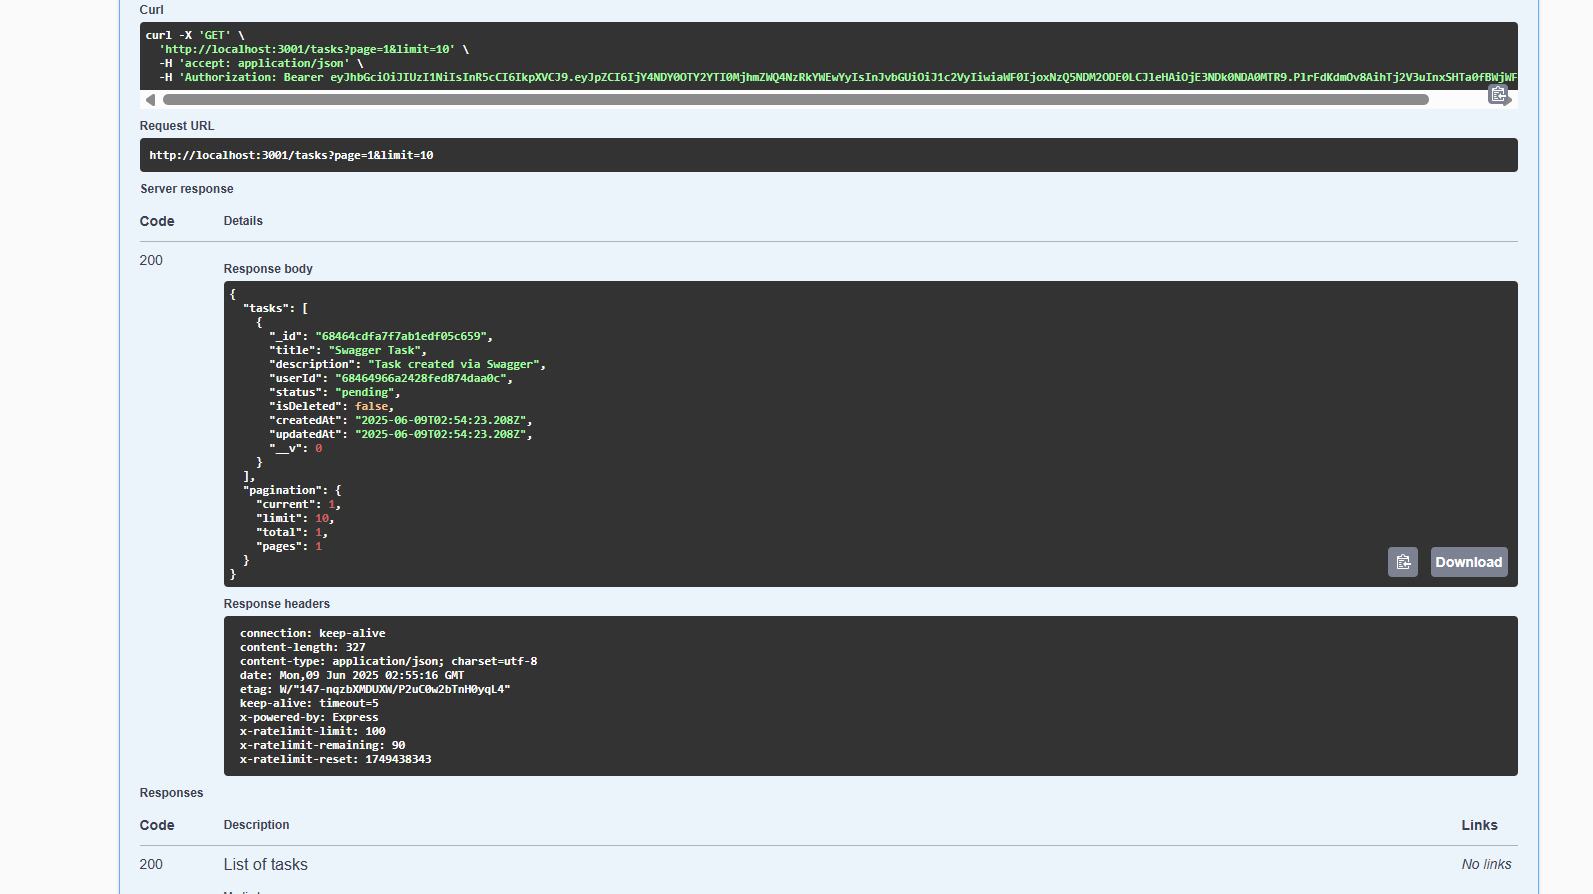 Curl
curl -X 'GET' \
'http://localhost:3001/tasks?page=1&limit=10' \
-H 'accept: application/json' \
-H 'Authorization: Bearer eyJhbGciOiJIUzI1NiIsInR5cCI6IkpXVCJ9.eyJpZCI6IjY4NDY0OTY2YTI0MjhmZWQ4NzRkYWEwYyIsInJvbGUiOiJ1c2VyIiwiaWF0IjoxNzQ5NDM2ODE0LCJleHAiOjE3NDk0NDA0MTR9.PlrFdKdmOv8AihTj2V3uInxSHTa0fBWjWF
Request URL
http://localhost:3001/tasks?page=1&limit=10
Server response
Code Details
200
Response body
{
"tasks": [
{
"_id": "68464cdfa7f7ab1edf05c659",
"title": "Swagger Task",
"description": "Task created via Swagger",
"userId": "68464966a2428fed874daa0c",
"status": "pending",
"isDeleted": false,
"createdAt": "2025-06-09T02:54:23.208Z",
"updatedAt": "2025-06-09T02:54:23.208Z",
"__v": 0
}
],
"pagination": {
"current": 1,
"limit": 10,
"total": 1,
"pages": 1
}
}
Download
Response headers
connection: keep-alive
content-length: 327
content-type: application/json; charset=utf-8
date: Mon,09 Jun 2025 02:55:16 GMT
etag: W/"147-nqzbXMDUXW/P2uC0w2bTnH0yqL4"
keep-alive: timeout=5
x-powered-by: Express
x-ratelimit-limit: 100
x-ratelimit-remaining: 90
x-ratelimit-reset: 1749438343
Responses
Code Description Links
200 List of tasks No links